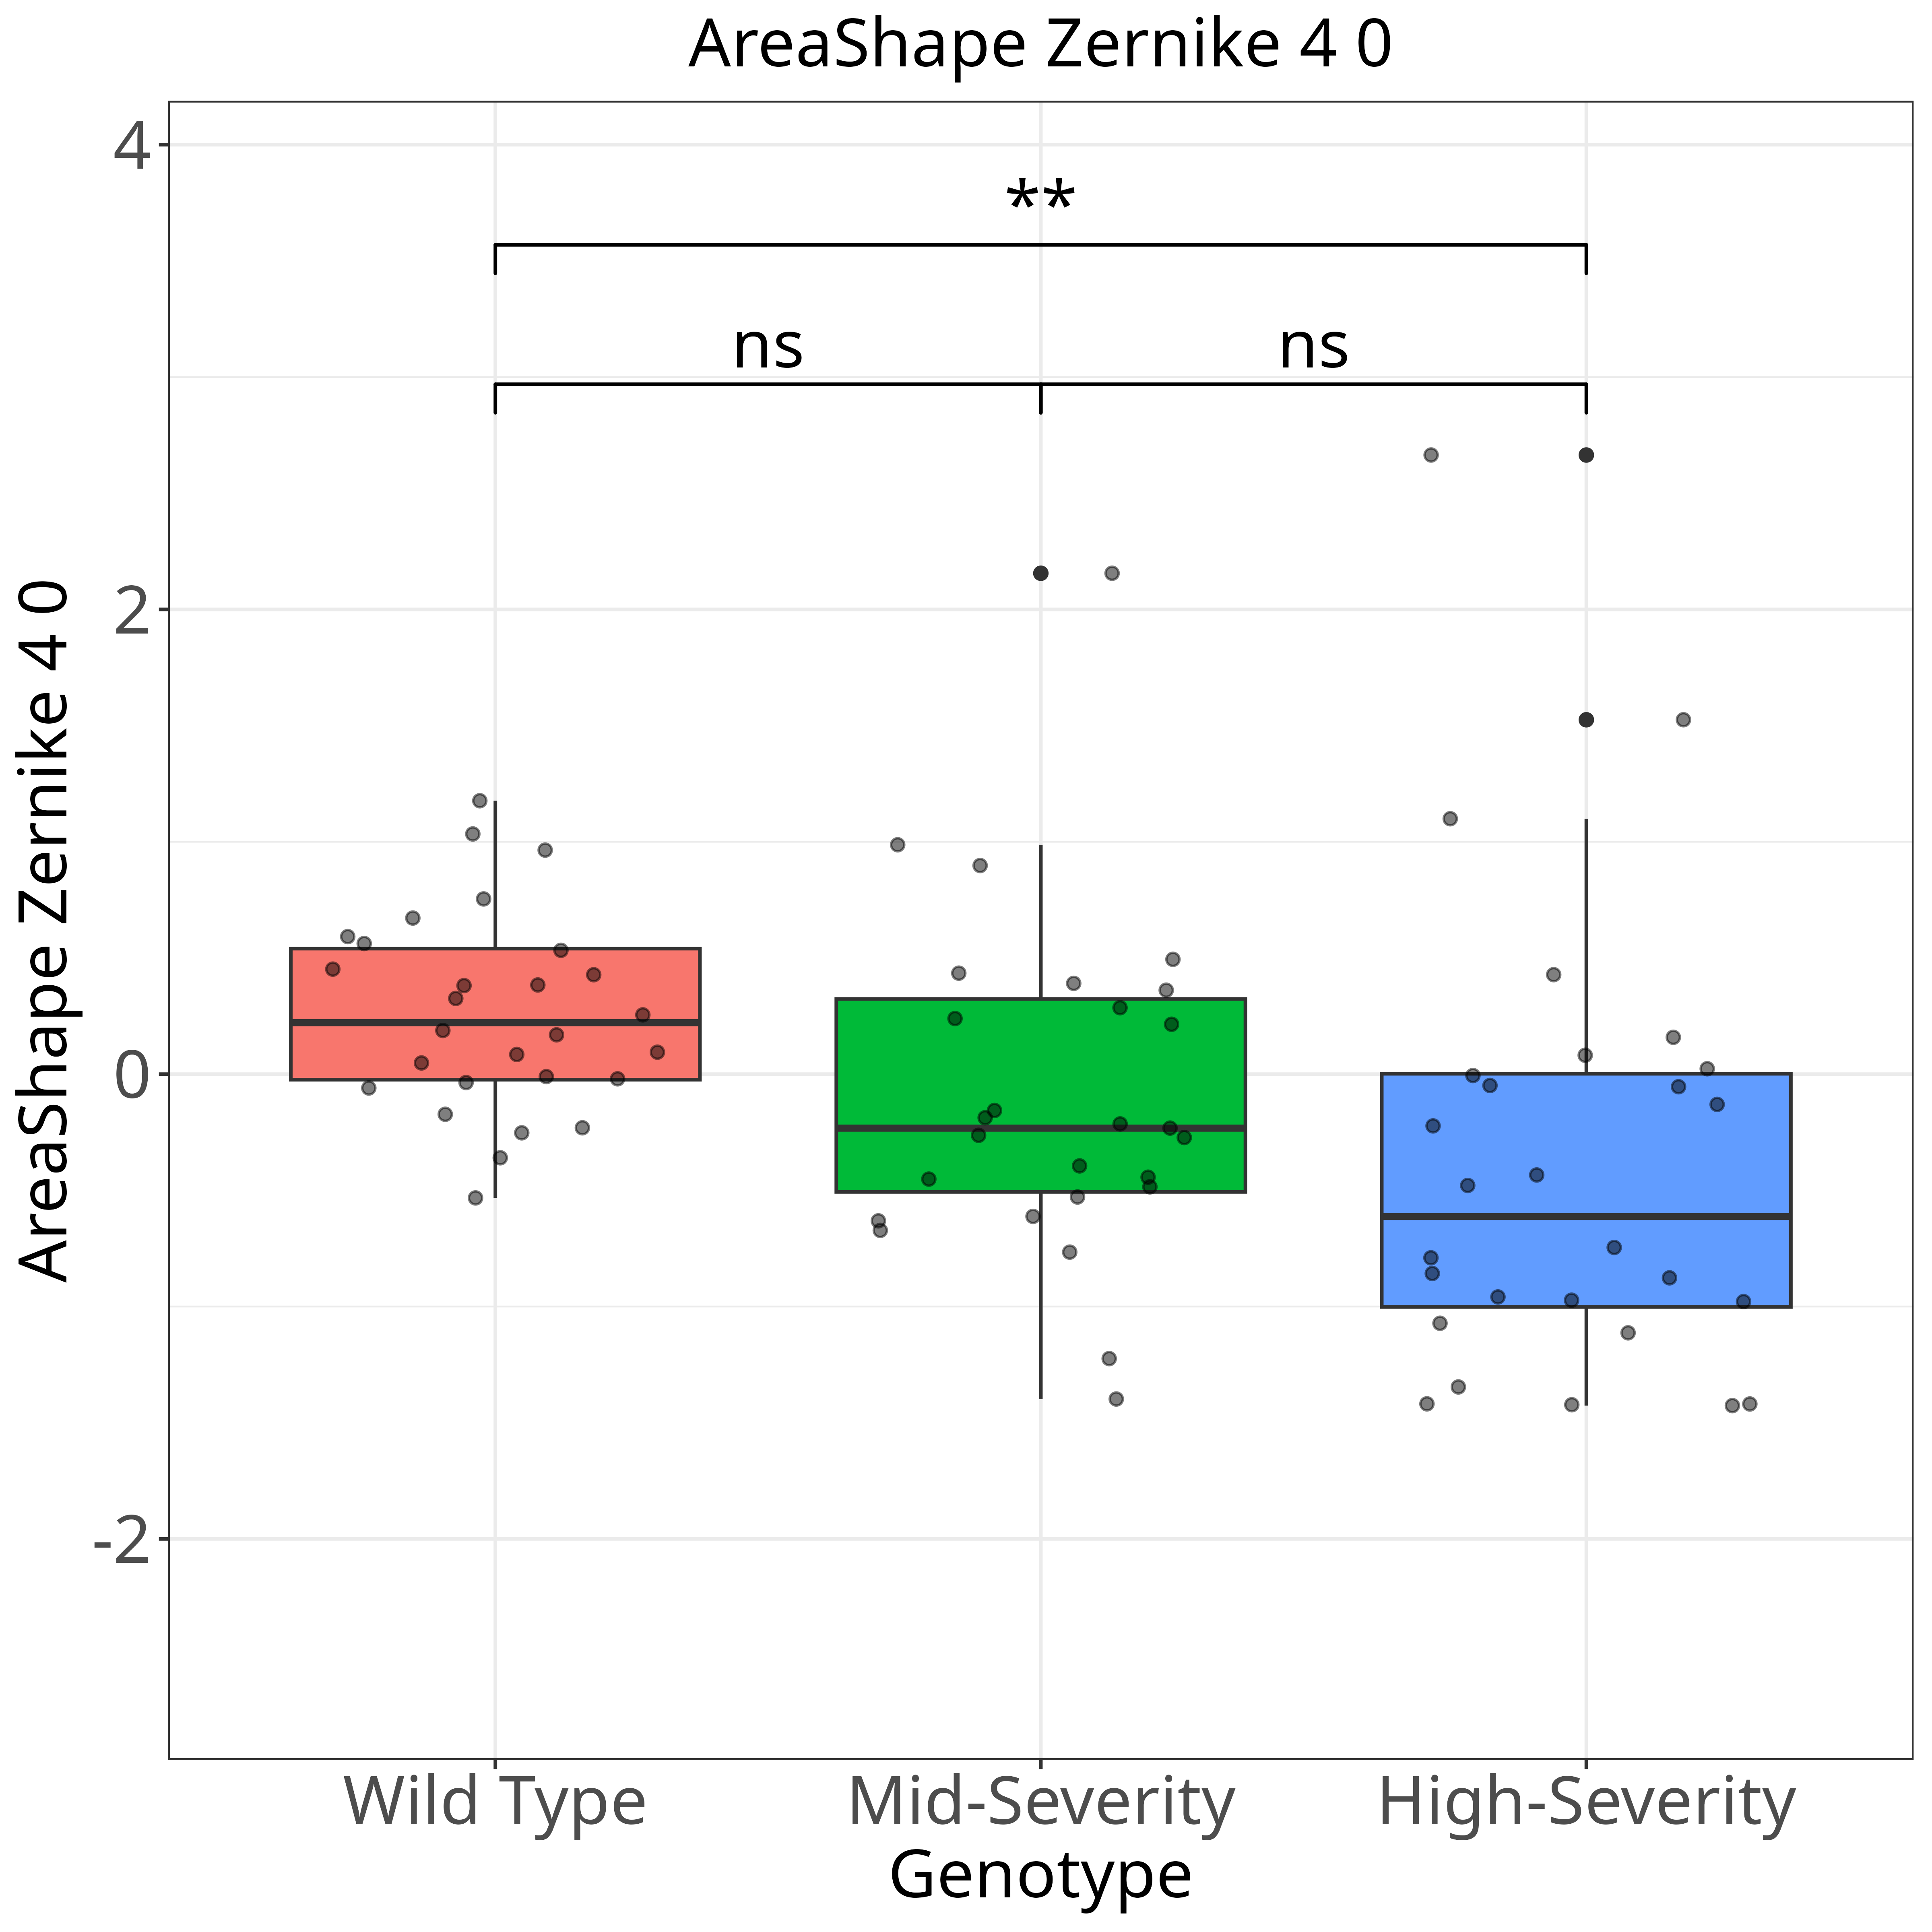 AreaShape Zernike 4 0
4
**
ns ns
2
AreaShape Zernike 4 0
0
-2
Wild Type Mid-Severity High-Severity
Genotype